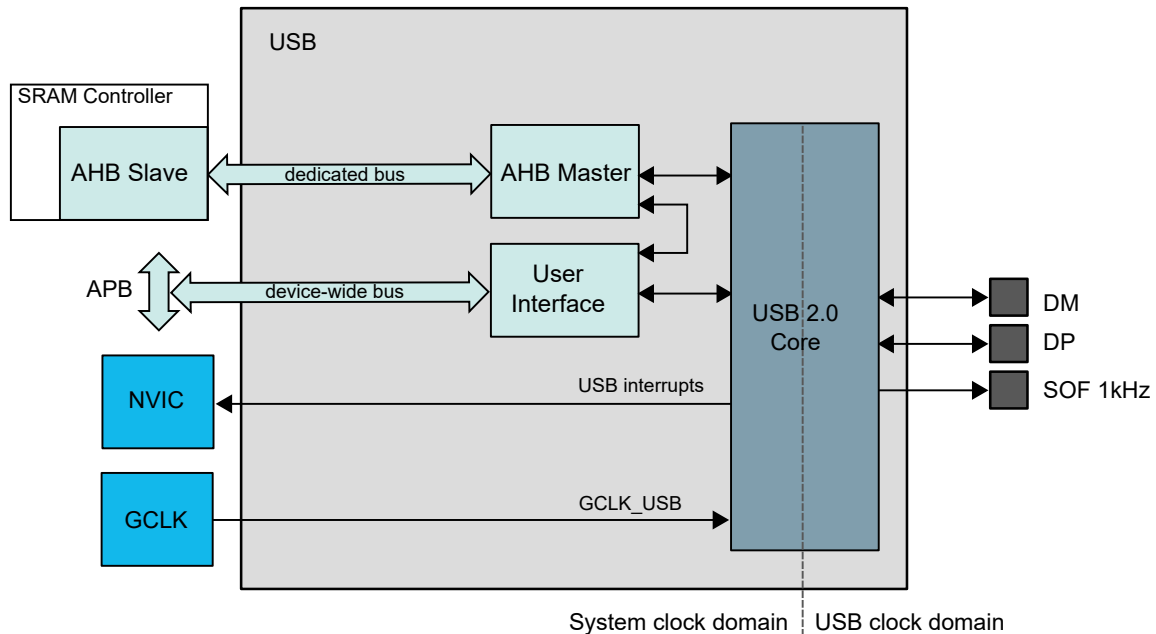 USB
SRAM Controller
AHB Slave
dedicated bus
AHB Master
APB
device-wide bus
User
Interface
USB 2.0
Core
DM
DP
SOF 1kHz
NVIC
USB interrupts
GCLK
GCLK_USB
System clock domain
USB clock domain